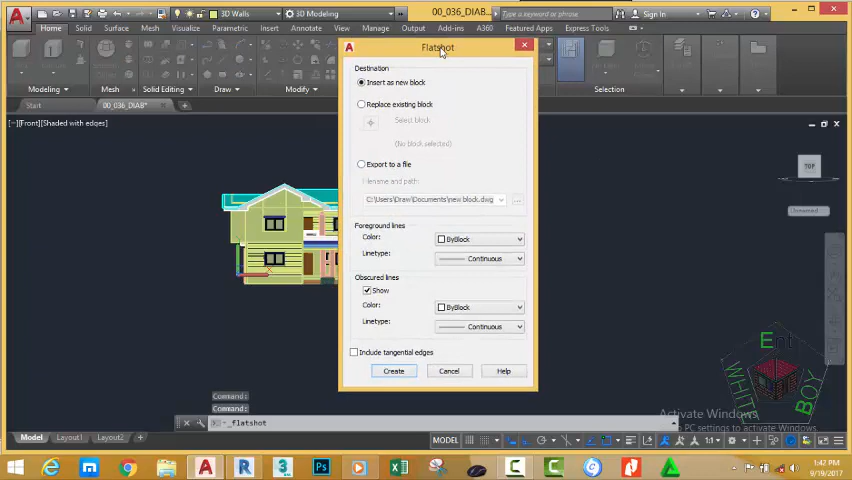 3D Walls
3D Modeling
00_036_DIAB...
Type a keyword or phrase
Sign In
Home
Solid
Surface
Mesh
Visualize
Parametric
Insert
Annotate
View
Manage
Output
Add-ins
A360
Express Tools
Featured Apps
Modeling
Mesh
Solid Editing
Draw
Modify
Selection
Start
00_036_DIAB*
[−][Front][Shaded with edges]
TOP
Unnamed
Flatshot
Destination
Insert as new block
Replace existing block
Select block
(No block selected)
Export to a file
Filename and path:
C:\Users\Draw\Documents\new block.dwg
...
Foreground lines
Color:
ByBlock
Linetype:
Continuous
Obscured lines
Show
Color:
ByBlock
Linetype:
Continuous
Include tangential edges
Create
Cancel
Help
Ent
WHITE
BOY
Activate Windows
PC settings to activate Windows.
Command:
Command:
_flatshot
Model
Layout1
Layout2
MODEL
1:1
1:42 PM
9/19/2017